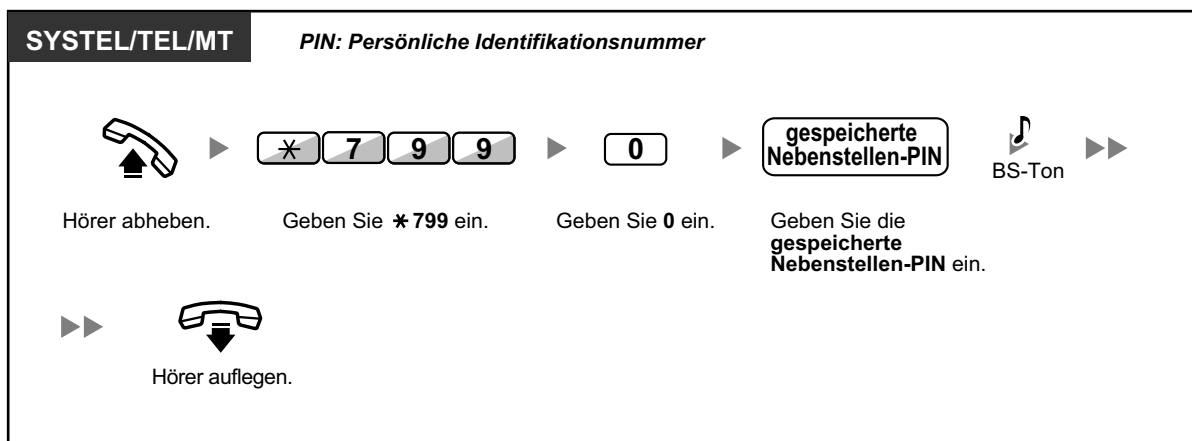 SYSTEL/TEL/MT
PIN: Persönliche Identifikationsnummer
* 7 9 9
0
gespeicherte
Nebenstellen-PIN
BS-Ton
Hörer abheben.
Geben Sie *799 ein.
Geben Sie 0 ein.
Geben Sie die
gespeicherte
Nebenstellen-PIN ein.
Hörer auflegen.